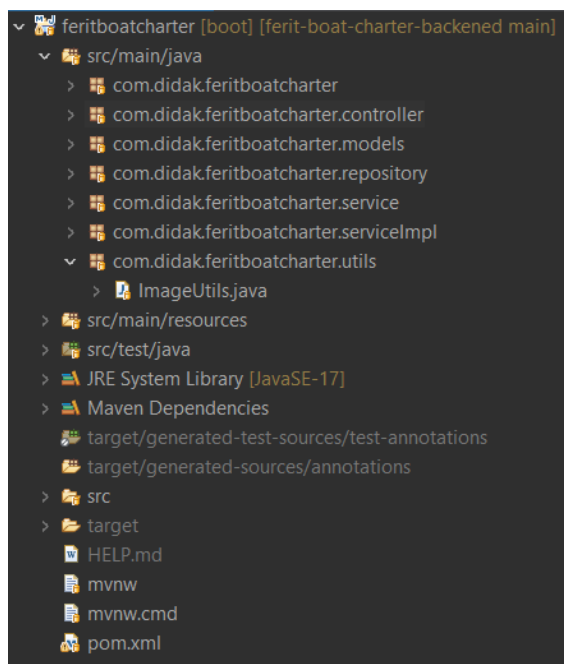 feritboatcharter [boot] [ferit-boat-charter-backened main]
src/main/java
com.didak.feritboatcharter
com.didak.feritboatcharter.controller
com.didak.feritboatcharter.models
com.didak.feritboatcharter.repository
com.didak.feritboatcharter.service
com.didak.feritboatcharter.serviceImpl
com.didak.feritboatcharter.utils
ImageUtils.java
src/main/resources
src/test/java
JRE System Library [JavaSE-17]
Maven Dependencies
target/generated-test-sources/test-annotations
target/generated-sources/annotations
src
target
HELP.md
mvnw
mvnw.cmd
pom.xml